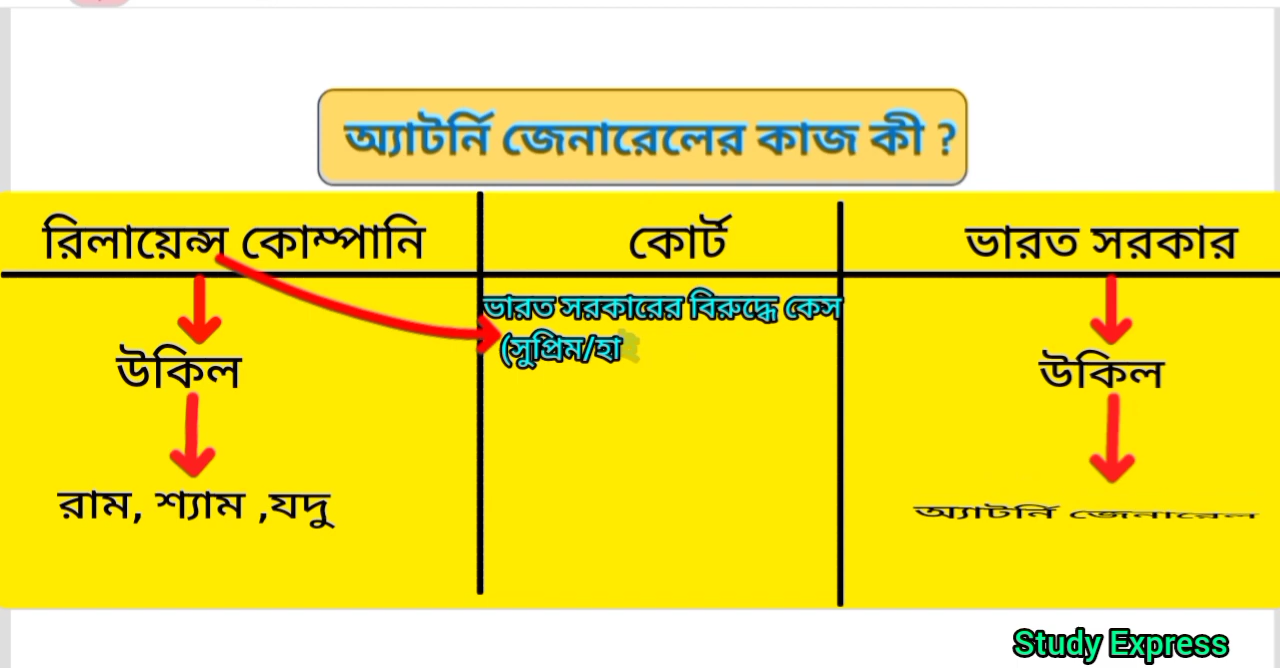 অ্যাটর্নি জেনারেলের কাজ কী ?
রিলায়েন্স কোম্পানি
কোর্ট
ভারত সরকার
ভারত সরকারের বিরুদ্ধে কেস
(সুপ্রিম/হা
উকিল
উকিল
রাম, শ্যাম ,যদু
অ্যাটর্নি জেনারেল
Study Express